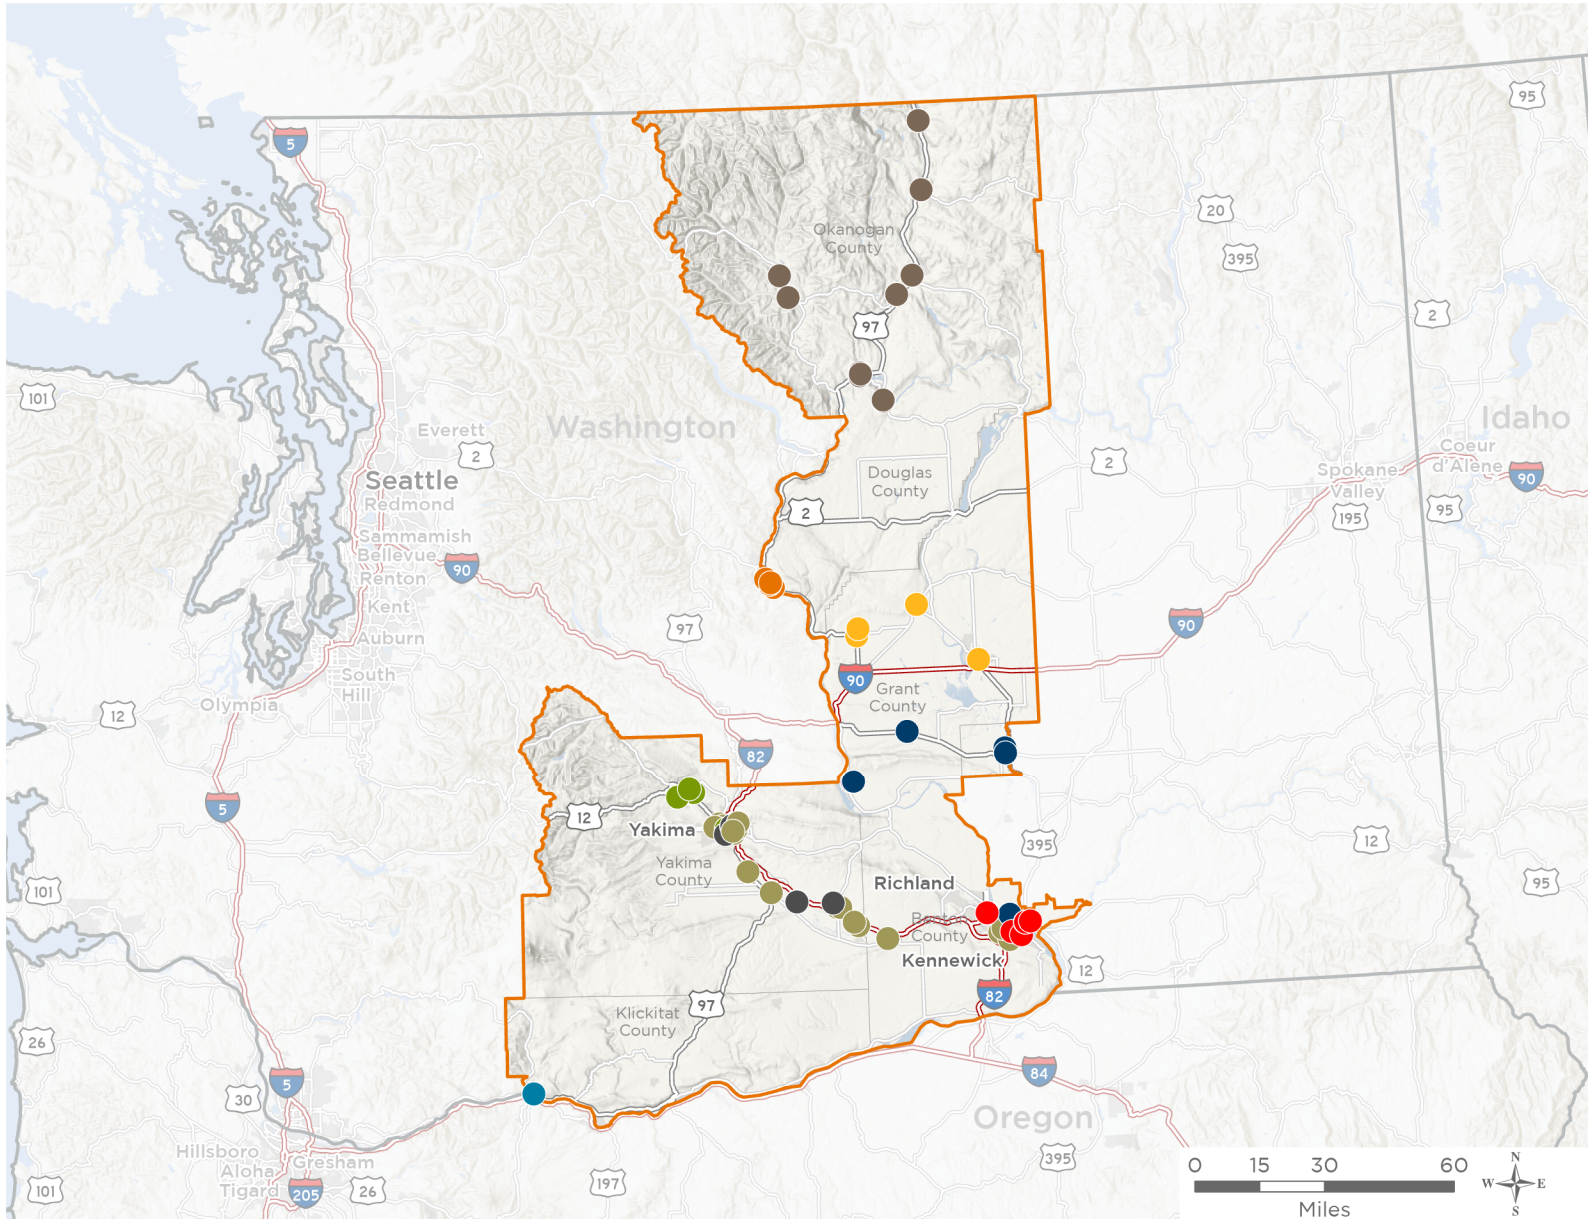 95
5
20
Okanogan
County
395
97
2
101
Washington
Idaho
Everett
2
Coeur
d'Alene
2
Spokane
Valley
90
Seattle
Douglas
County
Redmond
2
95
195
Sammamish
Bellevue
90
Renton
Kent
97
90
Auburn
South
Hill
90
Grant
County
Olympia
12
82
5
12
Yakima
395
12
Yakima
County
Richland
95
101
Benton
County
Kennewick
12
82
97
Klickitat
County
26
84
5
30
Oregon
Hillsboro
Aloha
Tigard
Gresham
395
101
205
26
197
0 15 30 60
Miles
N
W E
S